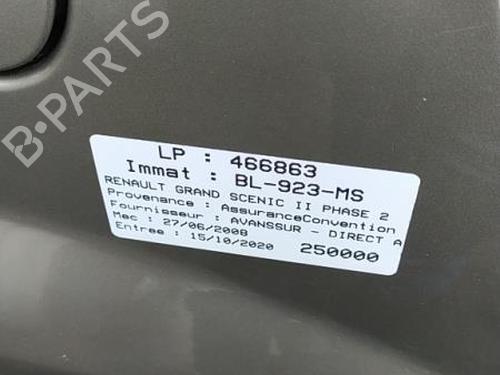 B-PARTS
LP : 466863
Immat : BL-923-MS
RENAULT GRAND SCENIC II PHASE 2
Provenance : AssuranceConvention
Fournisseur : AVANSSUR - DIRECT A
Mec : 27/06/2008
Entree : 15/10/2020 250000